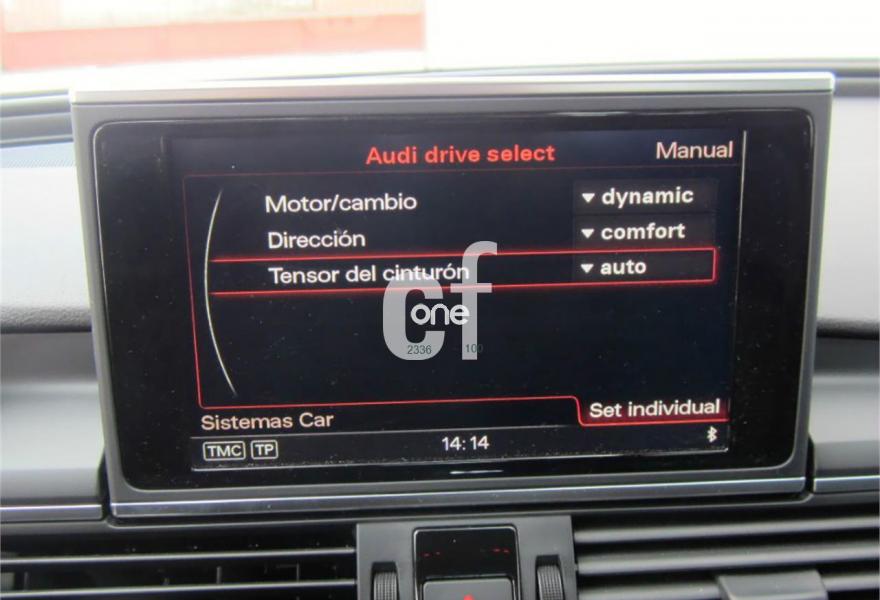 Audi drive select Manual
Motor/cambio dynamic
Dirección comfort
Tensor del cinturón auto
cf
one
2336 100
Set individual
Sistemas Car
TMC TP 14:14